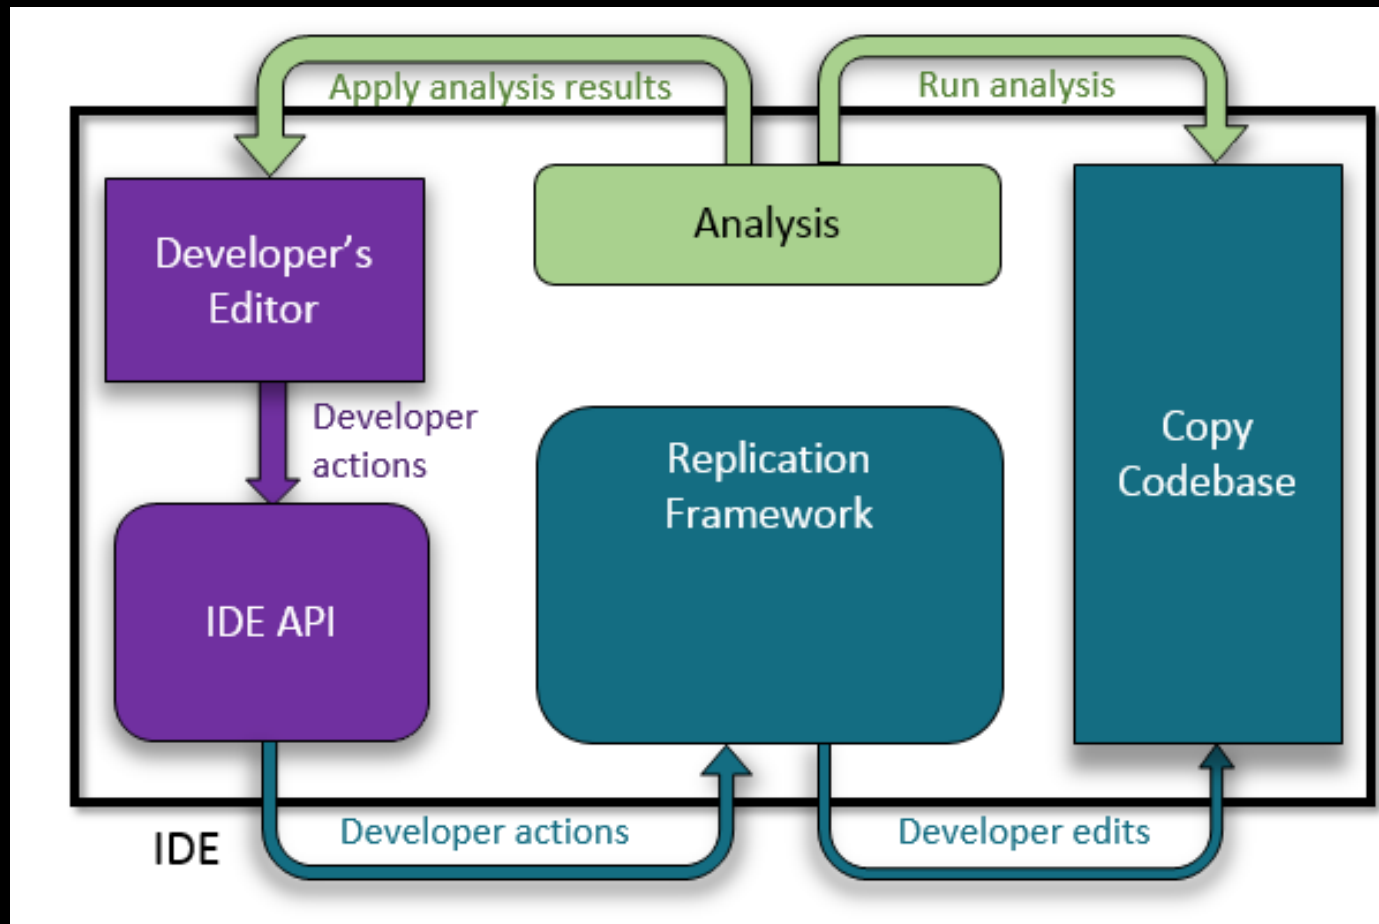 Apply analysis results
Run analysis
Developer’s
Editor
Analysis
Developer
actions
Replication
Framework
Copy
Codebase
IDE API
Developer actions
Developer edits
IDE